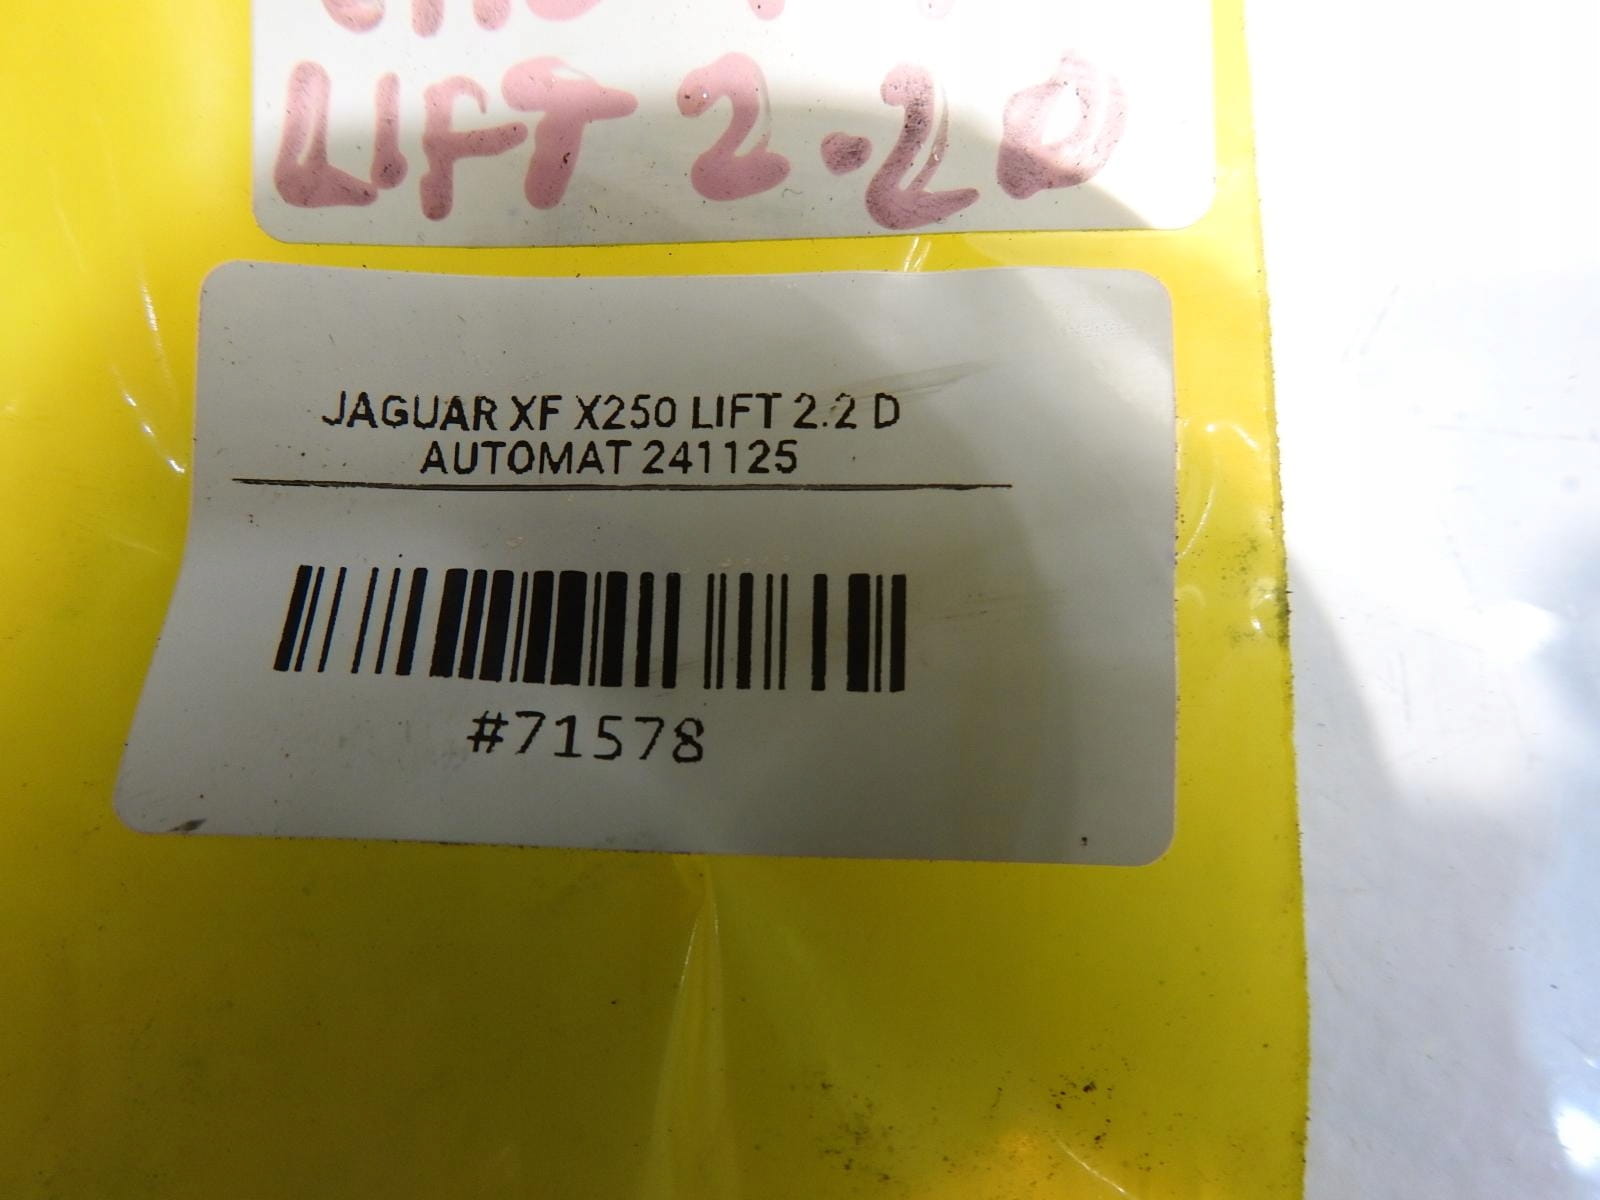 LIFT 2.2D
JAGUAR XF X250 LIFT 2.2 D
AUTOMAT 241125
#71578